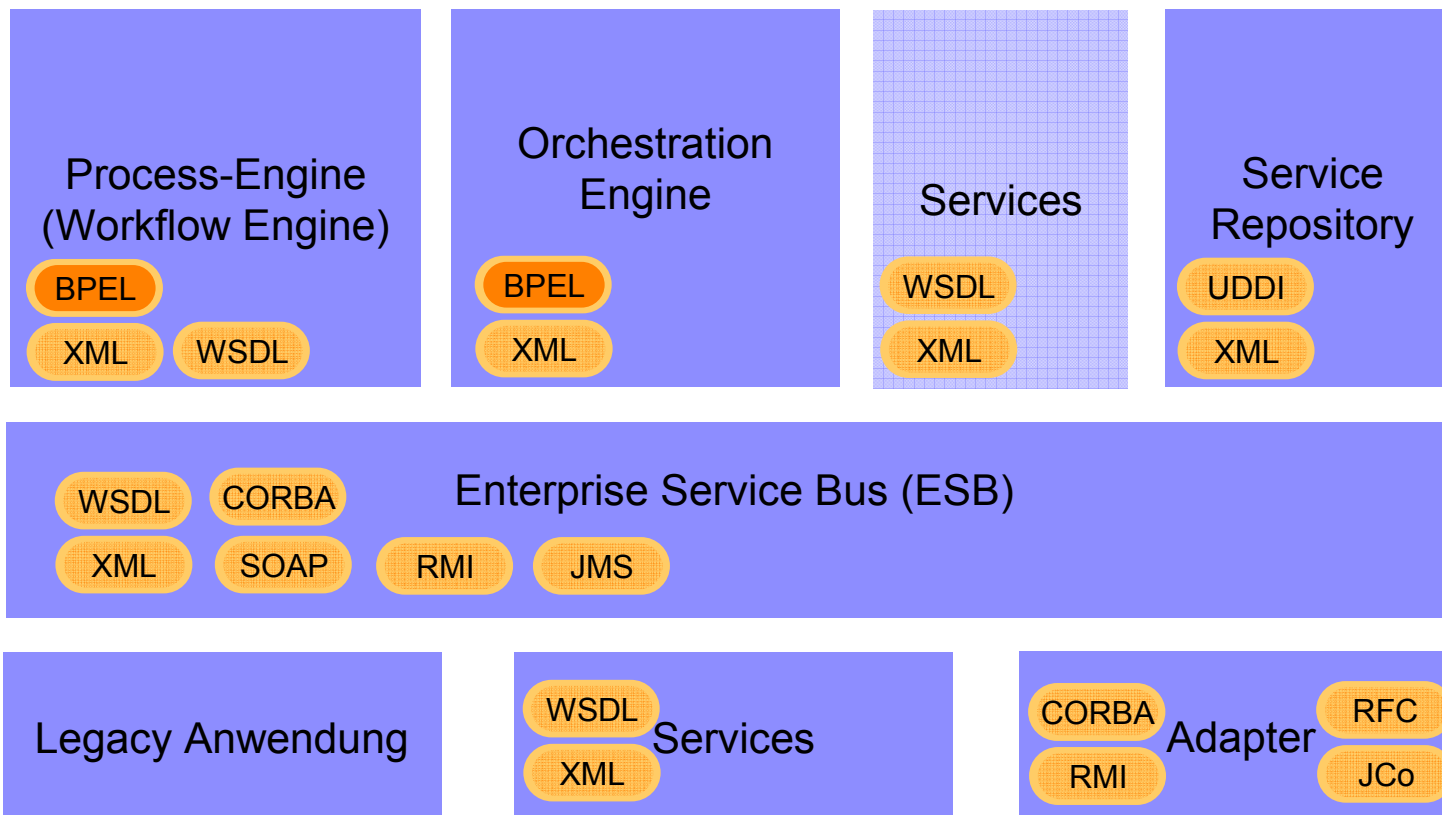 Process-Engine
(Workflow Engine)
BPEL
XML
WSDL
Orchestration
Engine
BPEL
XML
Services
WSDL
XML
Service
Repository
UDDI
XML
Enterprise Service Bus (ESB)
WSDL
CORBA
XML
SOAP
RMI
JMS
Legacy Anwendung
WSDL
Services
XML
CORBA
Adapter
RFC
RMI
JCo